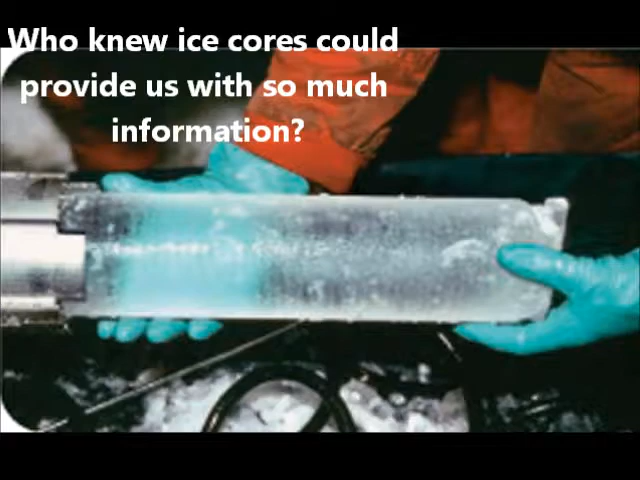 Who knew ice cores could
provide us with so much
information?